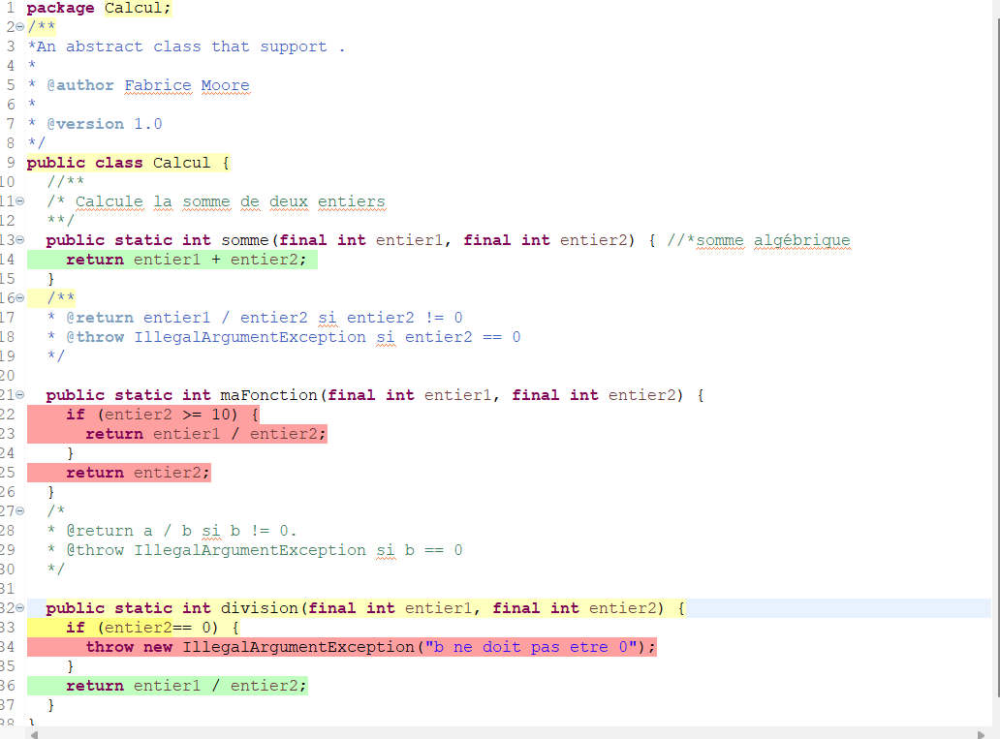 1 package Calcul;
2 /**
3 *An abstract class that support .
4 *
5 * @author Fabrice Moore
6 *
7 * @version 1.0
8 */
9 public class Calcul {
10 //**
11 /* Calcule la somme de deux entiers
12 **/
13 public static int somme(final int entier1, final int entier2) { //*somme algébrique
14 return entier1 + entier2;
15 }
16 /**
17 * @return entier1 / entier2 si entier2 != 0
18 * @throw IllegalArgumentException si entier2 == 0
19 */
20
21 public static int maFonction(final int entier1, final int entier2) {
22 if (entier2 >= 10) {
23 return entier1 / entier2;
24 }
25 return entier2;
26 }
27 /*
28 * @return a / b si b != 0.
29 * @throw IllegalArgumentException si b == 0
30 */
31
32 public static int division(final int entier1, final int entier2) {
33 if (entier2== 0) {
34 throw new IllegalArgumentException("b ne doit pas etre 0");
35 }
36 return entier1 / entier2;
37 }
38 }